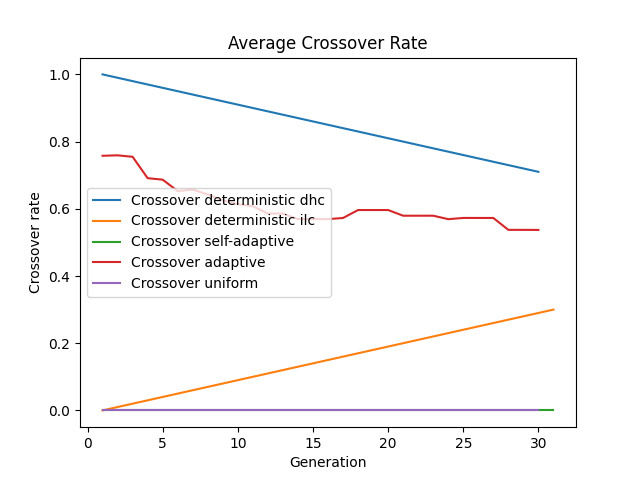 Average Crossover Rate
Crossover rate
1.0
0.8
0.6
0.4
0.2
0.0
Crossover deterministic dhc
Crossover deterministic ilc
Crossover self-adaptive
Crossover adaptive
Crossover uniform
0 5 10 15 20 25 30
Generation